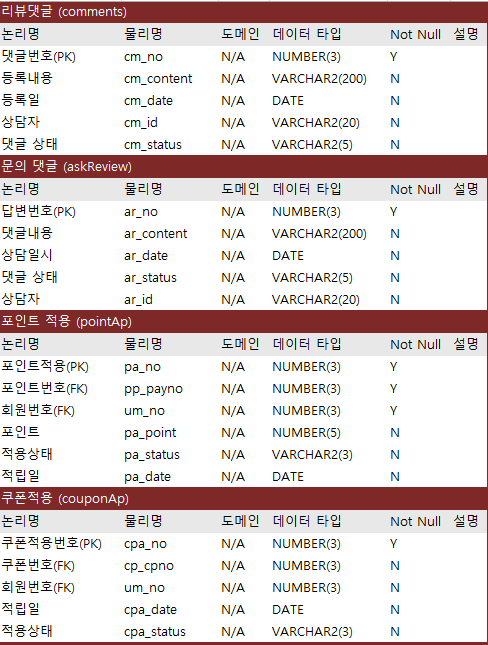 리뷰댓글 (comments)
논리명 물리명 도메인 데이터 타입 Not Null 설명
댓글번호(PK) cm_no N/A NUMBER(3) Y
등록내용 cm_content N/A VARCHAR2(200) N
등록일 cm_date N/A DATE N
상담자 cm_id N/A VARCHAR2(20) N
댓글 상태 cm_status N/A VARCHAR2(5) N
문의 댓글 (askReview)
논리명 물리명 도메인 데이터 타입 Not Null 설명
답변번호(PK) ar_no N/A NUMBER(3) Y
댓글내용 ar_content N/A VARCHAR2(200) N
상담일시 ar_date N/A DATE N
댓글 상태 ar_status N/A VARCHAR2(5) N
상담자 ar_id N/A VARCHAR2(20) N
포인트 적용 (pointAp)
논리명 물리명 도메인 데이터 타입 Not Null 설명
포인트적용(PK) pa_no N/A NUMBER(3) Y
포인트번호(FK) pp_payno N/A NUMBER(3) Y
회원번호(FK) um_no N/A NUMBER(3) Y
포인트 pa_point N/A NUMBER(5) N
적용상태 pa_status N/A VARCHAR2(3) N
적립일 pa_date N/A DATE N
쿠폰적용 (couponAp)
논리명 물리명 도메인 데이터 타입 Not Null 설명
쿠폰적용번호(PK) cpa_no N/A NUMBER(3) Y
쿠폰번호(FK) cp_cpno N/A NUMBER(3) N
회원번호(FK) um_no N/A NUMBER(3) N
적립일 cpa_date N/A DATE N
적용상태 cpa_status N/A VARCHAR2(3) N